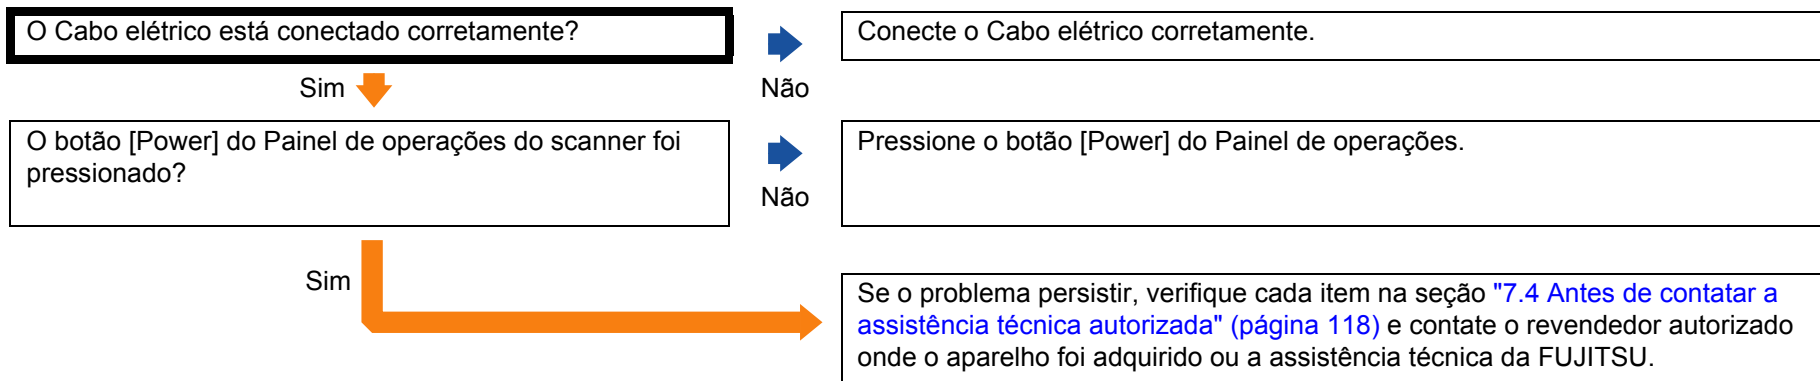 O Cabo elétrico está conectado corretamente?
Conecte o Cabo elétrico corretamente.
Sim
Não
O botão [Power] do Painel de operações do scanner foi
pressionado?
Pressione o botão [Power] do Painel de operações.
Não
Sim
Se o problema persistir, verifique cada item na seção "7.4 Antes de contatar a
assistência técnica autorizada" (página 118) e contate o revendedor autorizado
onde o aparelho foi adquirido ou a assistência técnica da FUJITSU.